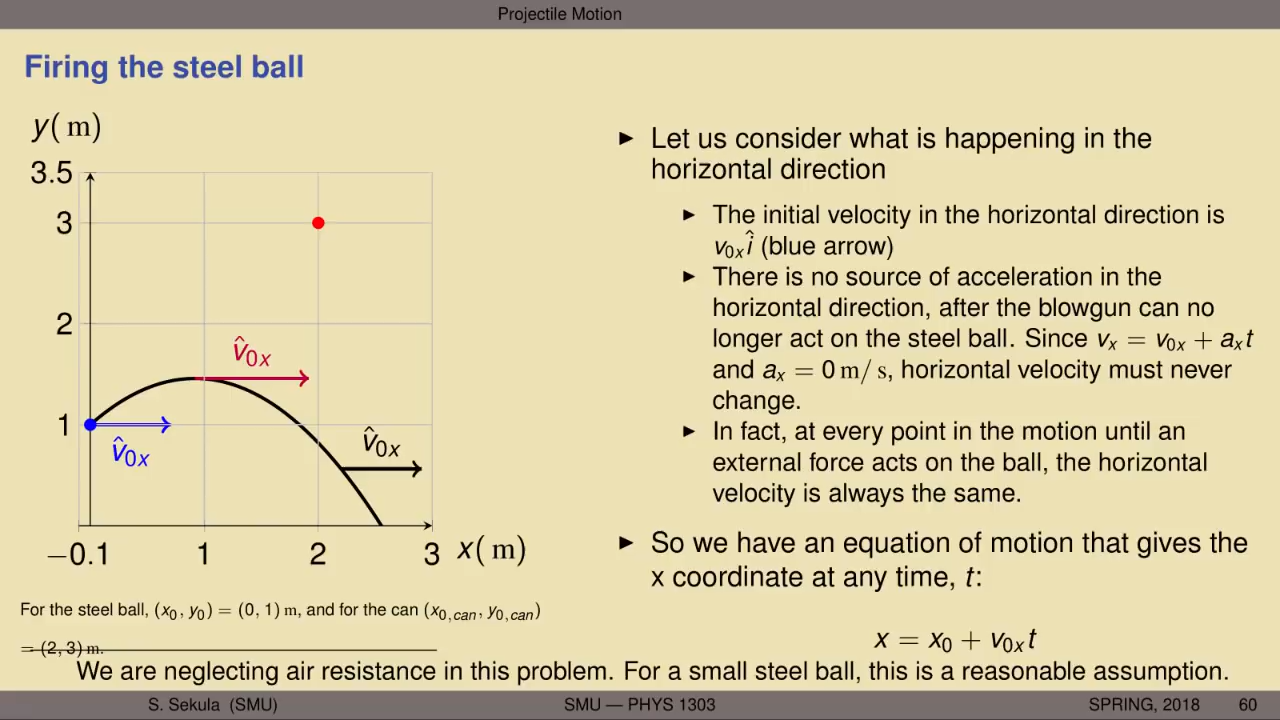 Projectile Motion
Firing the steel ball
y( m)
3.5
3
2
1
v̂0x
v̂0x
v̂0x
−0.1 1 2 3 x( m)
For the steel ball, (x0, y0) = (0, 1) m, and for the can (x0,can, y0,can)
= (2, 3) m.
► Let us consider what is happening in the
horizontal direction
► The initial velocity in the horizontal direction is
v0x î (blue arrow)
► There is no source of acceleration in the
horizontal direction, after the blowgun can no
longer act on the steel ball. Since vx = v0x + axt
and ax = 0 m/ s, horizontal velocity must never
change.
► In fact, at every point in the motion until an
external force acts on the ball, the horizontal
velocity is always the same.
► So we have an equation of motion that gives the
x coordinate at any time, t:
x = x0 + v0xt
We are neglecting air resistance in this problem. For a small steel ball, this is a reasonable assumption.
S. Sekula (SMU) SMU — PHYS 1303 SPRING, 2018 60